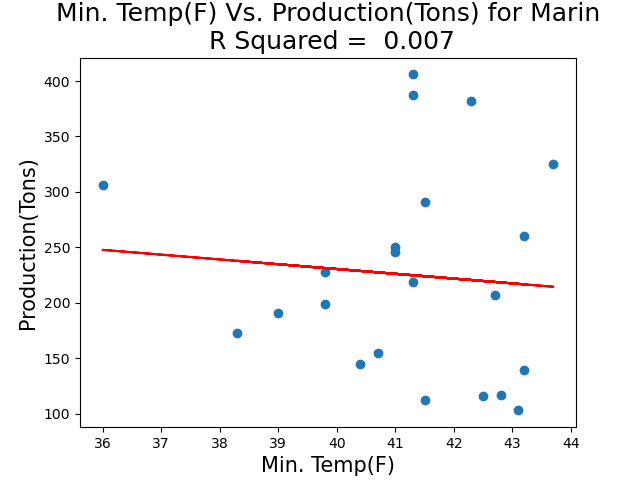 Min. Temp(F) Vs. Production(Tons) for Marin
R Squared =  0.007
400
350
300
250
200
150
100
Production(Tons)
36 37 38 39 40 41 42 43 44
Min. Temp(F)